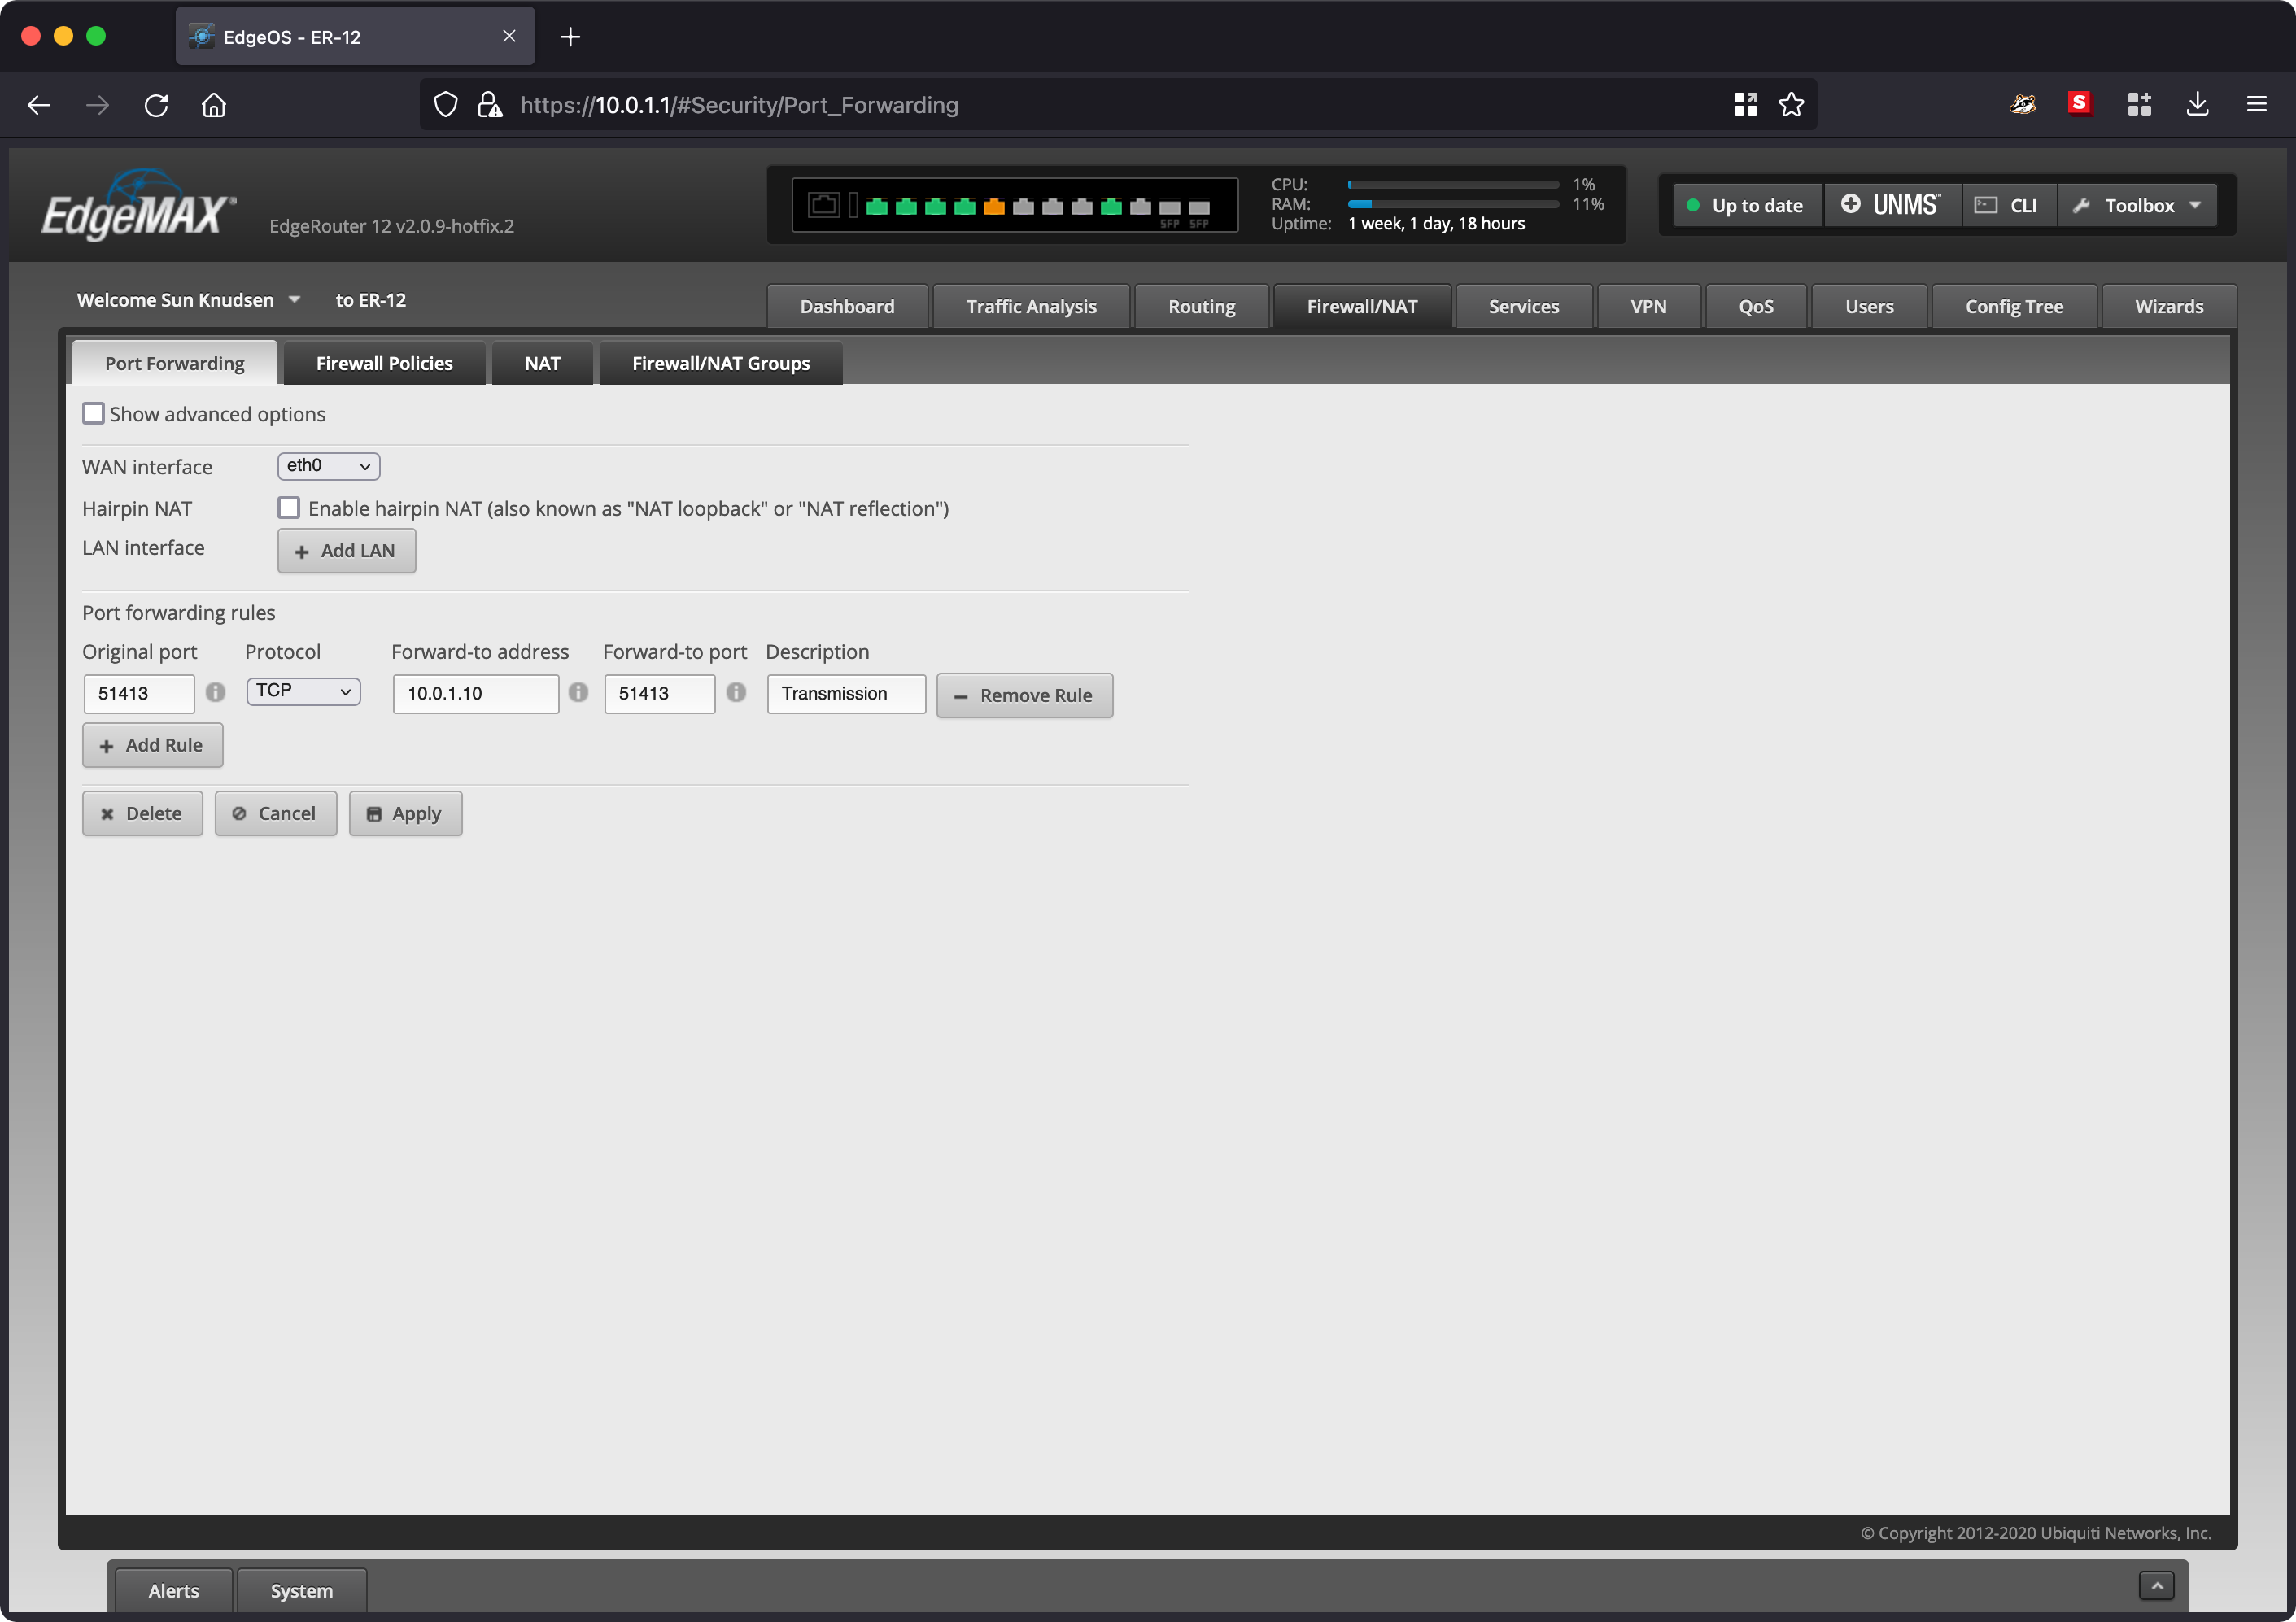 EdgeOS - ER-12
https://10.0.1.1/#Security/Port_Forwarding
S
EdgeMAX®
EdgeRouter 12 v2.0.9-hotfix.2
SFP SFP
CPU: 1%
RAM: 11%
Uptime: 1 week, 1 day, 18 hours
Up to date UNMS™ CLI Toolbox
Welcome Sun Knudsen to ER-12
Dashboard Traffic Analysis Routing Firewall/NAT Services VPN QoS Users Config Tree Wizards
Port Forwarding Firewall Policies NAT Firewall/NAT Groups
Show advanced options
WAN interface eth0
Hairpin NAT Enable hairpin NAT (also known as "NAT loopback" or "NAT reflection")
LAN interface + Add LAN
Port forwarding rules
Original port Protocol Forward-to address Forward-to port Description
51413 TCP 10.0.1.10 51413 Transmission − Remove Rule
+ Add Rule
Delete Cancel Apply
© Copyright 2012-2020 Ubiquiti Networks, Inc.
Alerts System